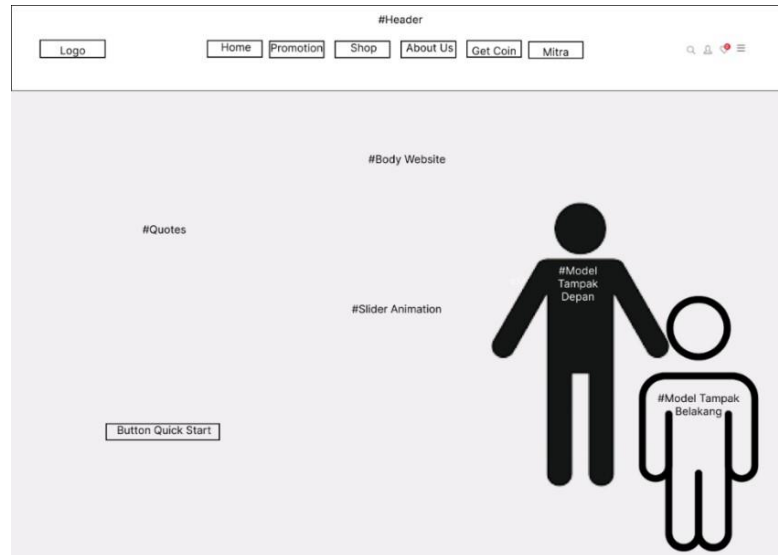 #Header
Logo
Home
Promotion
Shop
About Us
Get Coin
Mitra
#Body Website
#Quotes
#Model
Tampak
Depan
#Slider Animation
#Model Tampak
Belakang
Button Quick Start